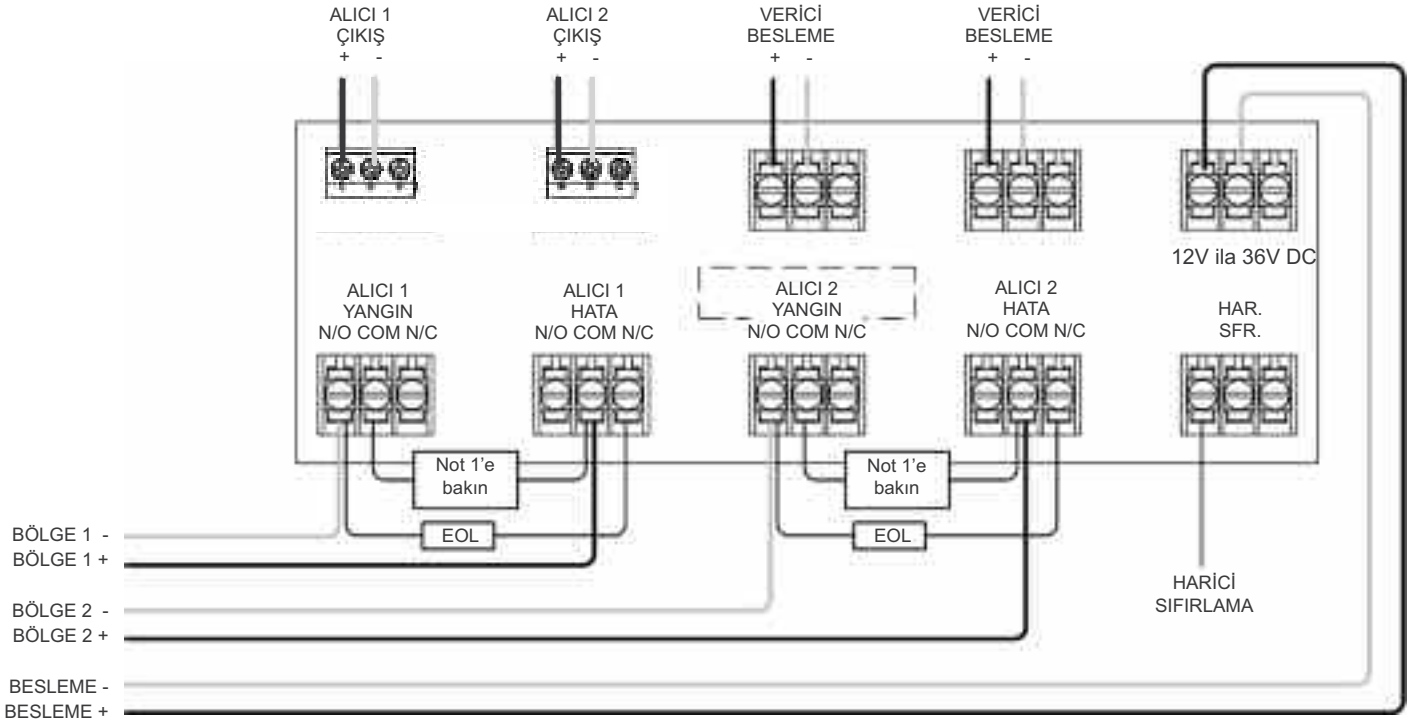 ALICI 1
ÇIKIŞ
+ -
ALICI 2
ÇIKIŞ
+ -
VERİCİ
BESLEME
+ -
VERİCİ
BESLEME
+ -
12V ila 36V DC
ALICI 1
YANGIN
N/O COM N/C
ALICI 1
HATA
N/O COM N/C
ALICI 2
YANGIN
N/O COM N/C
ALICI 2
HATA
N/O COM N/C
HAR.
SFR.
Not 1’e
bakın
EOL
Not 1’e
bakın
EOL
HARİCİ
SIFIRLAMA
BÖLGE 1 -
BÖLGE 1 +
BÖLGE 2 -
BÖLGE 2 +
BESLEME -
BESLEME +